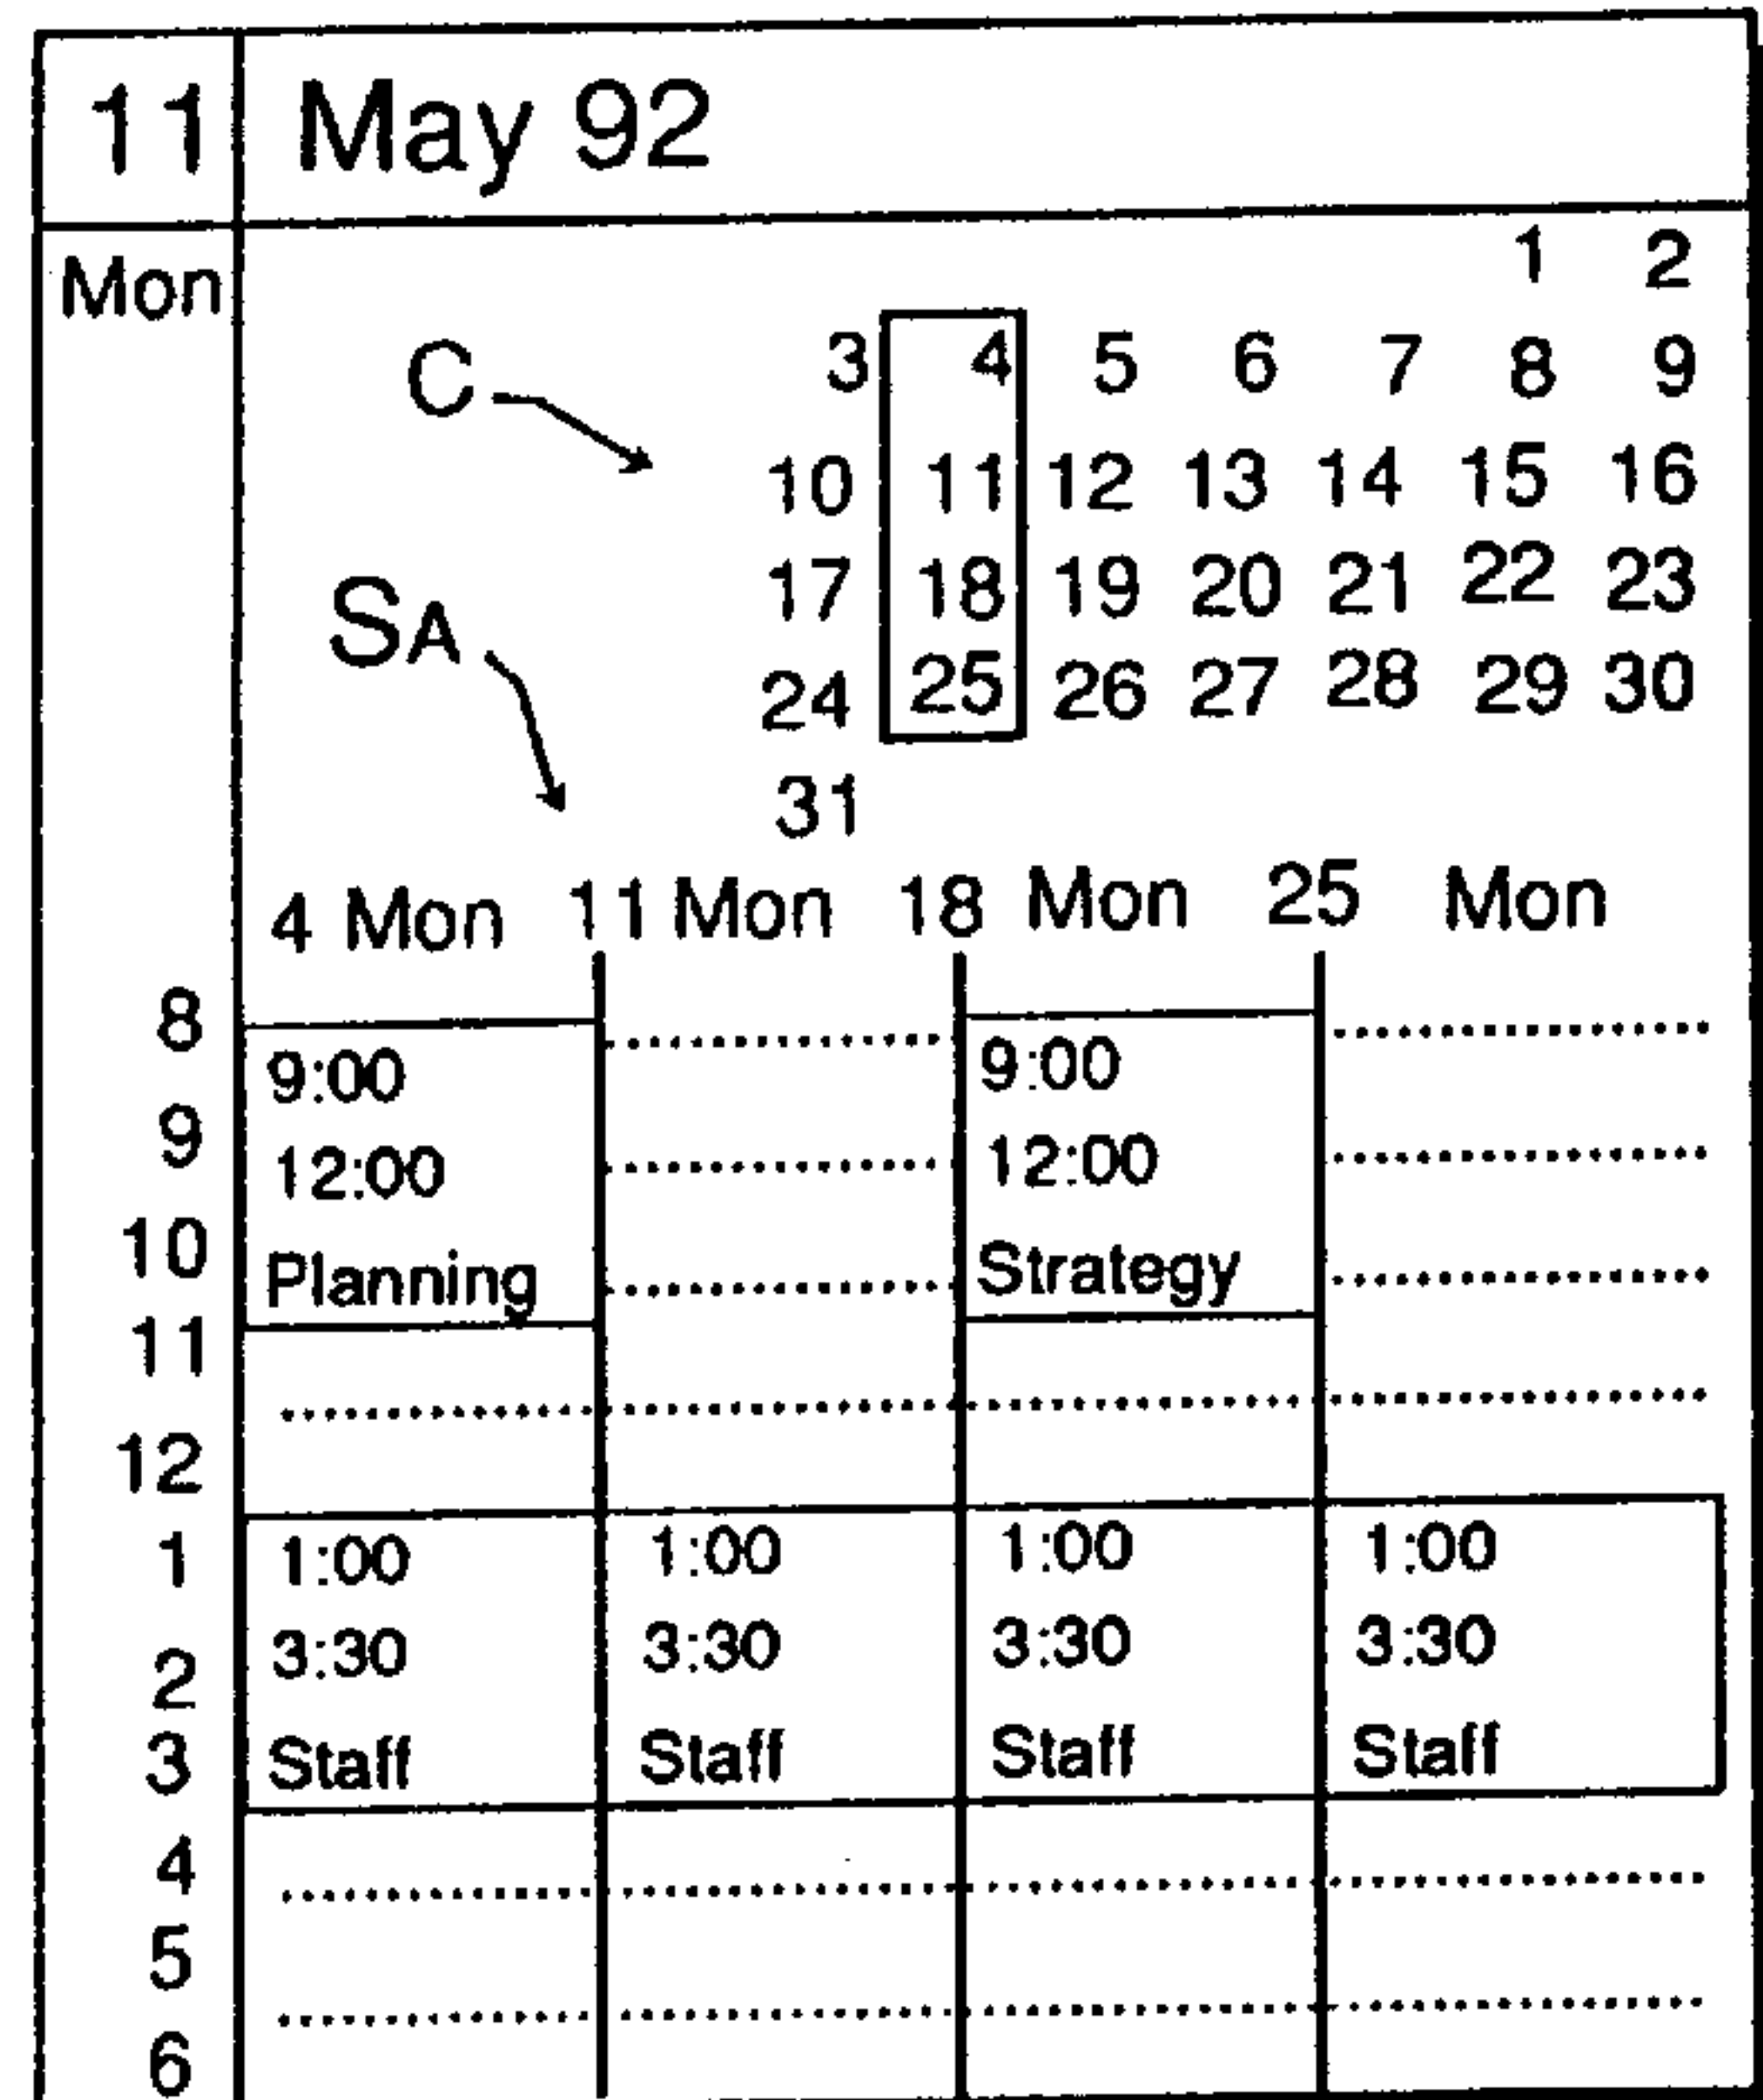 11 May 92
Mon
1 2
C 3 4 5 6 7 8 9
10 11 12 13 14 15 16
SA 17 18 19 20 21 22 23
24 25 26 27 28 29 30
31
4 Mon 11 Mon 18 Mon 25 Mon
8
9:00 9:00
9 12:00 12:00
10 Planning Strategy
11
12
1 1:00 1:00 1:00 1:00
2 3:30 3:30 3:30 3:30
3 Staff Staff Staff Staff
4
5
6